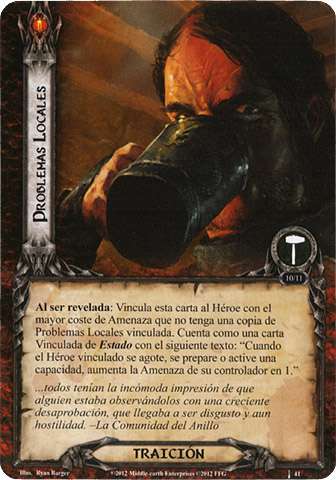 PROBLEMAS LOCALES
10/11
Al ser revelada: Vincula esta carta al Héroe con el
mayor coste de Amenaza que no tenga una copia de
Problemas Locales vinculada. Cuenta como una carta
Vinculada de Estado con el siguiente texto: “Cuando
el Héroe vinculado se agote, se prepare o active una
capacidad, aumenta la Amenaza de su controlador en 1.”
...todos tenían la incómoda impresión de que
alguien estaba observándolos con una creciente
desaprobación, que llegaba a ser disgusto y aun
hostilidad. –La Comunidad del Anillo
TRAICIÓN
Illus. Ryan Barger
©2012 Middle-earth Enterprises ©2012 FFG
41